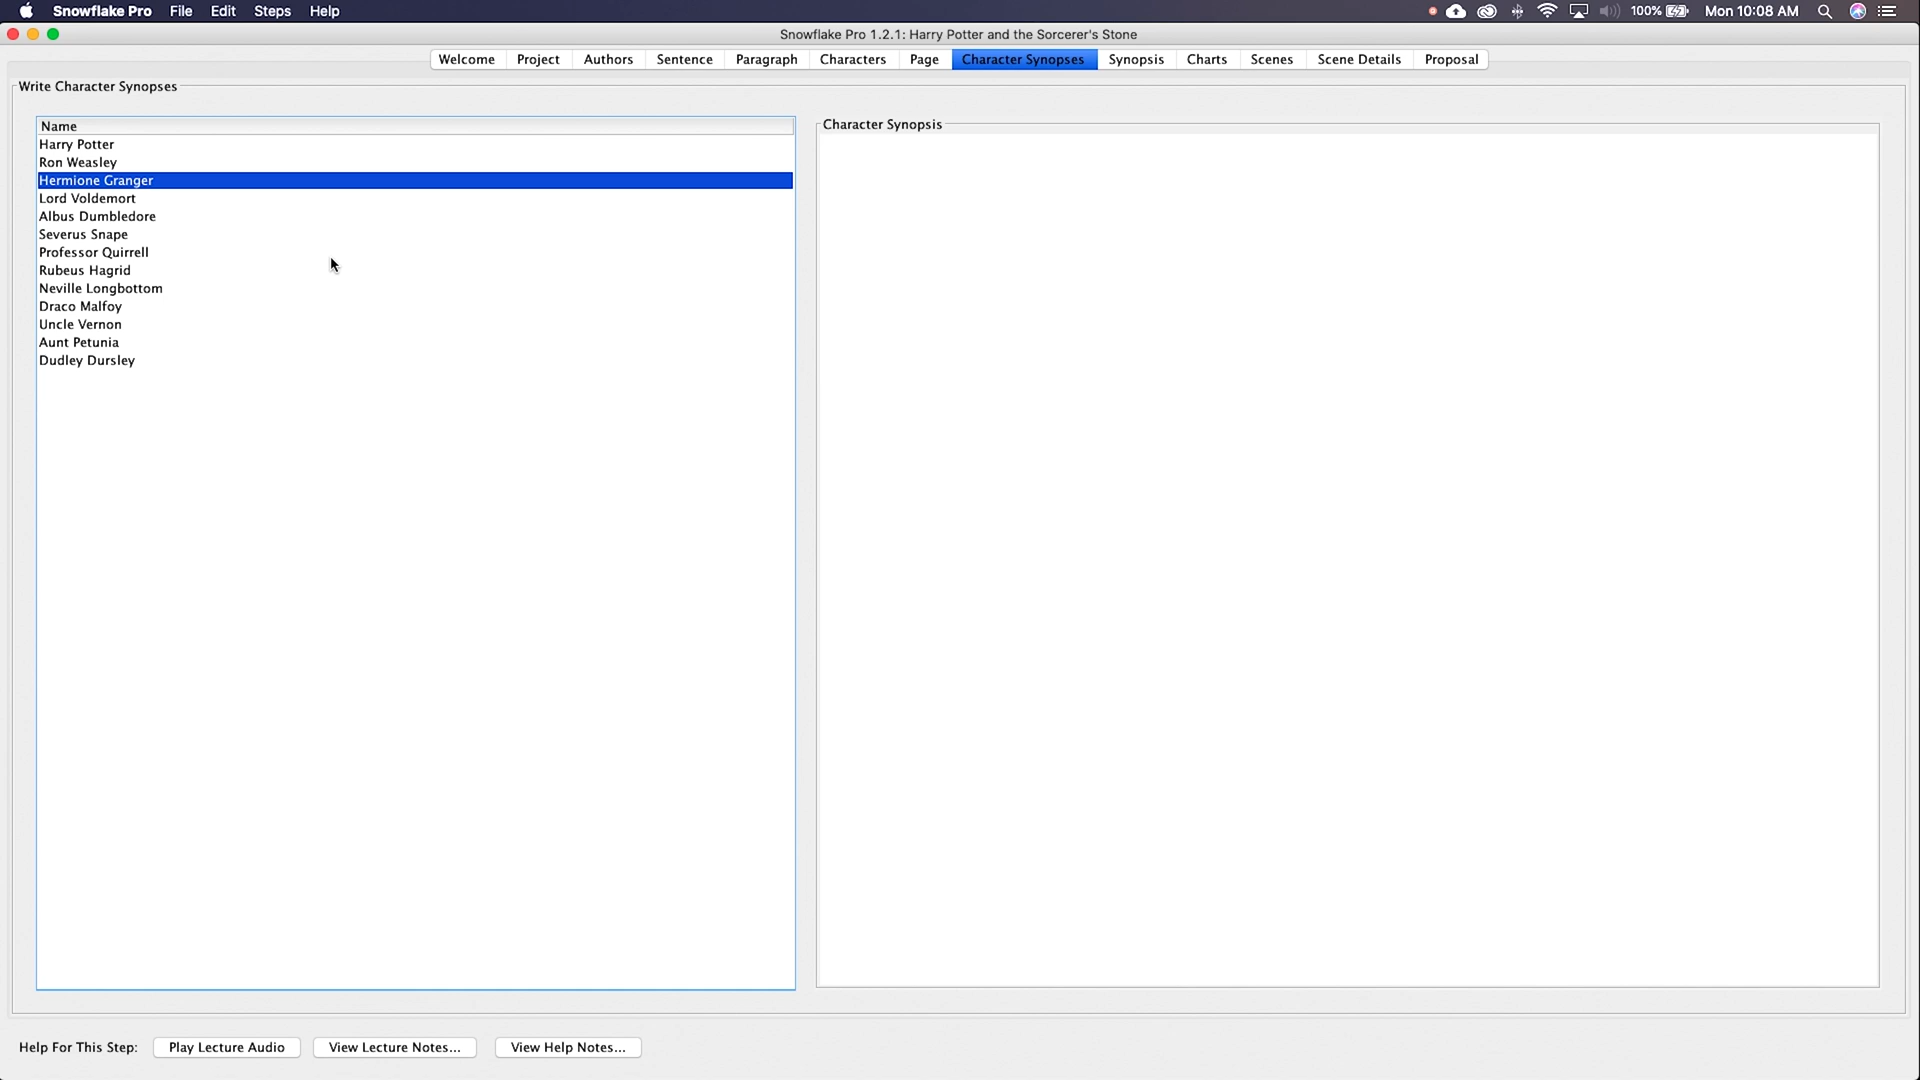 Snowflake Pro File Edit Steps Help 100% Mon 10:08 AM
Snowflake Pro 1.2.1: Harry Potter and the Sorcerer's Stone
Welcome Project Authors Sentence Paragraph Characters Page Character Synopses Synopsis Charts Scenes Scene Details Proposal
Write Character Synopses
Name
Harry Potter
Ron Weasley
Hermione Granger
Lord Voldemort
Albus Dumbledore
Severus Snape
Professor Quirrell
Rubeus Hagrid
Neville Longbottom
Draco Malfoy
Uncle Vernon
Aunt Petunia
Dudley Dursley
Character Synopsis
Help For This Step: Play Lecture Audio View Lecture Notes... View Help Notes...